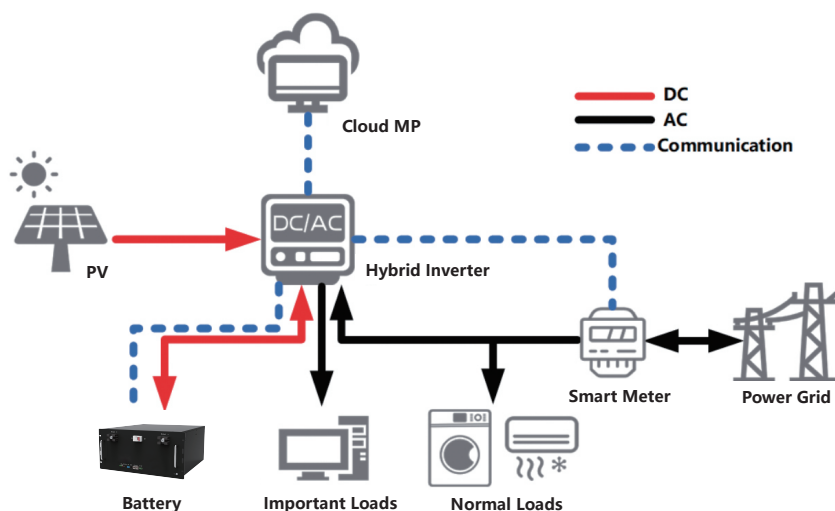 Cloud MP
DC
AC
Communication
DC/AC
PV
Hybrid Inverter
Smart Meter
Power Grid
Battery
Important Loads
Normal Loads